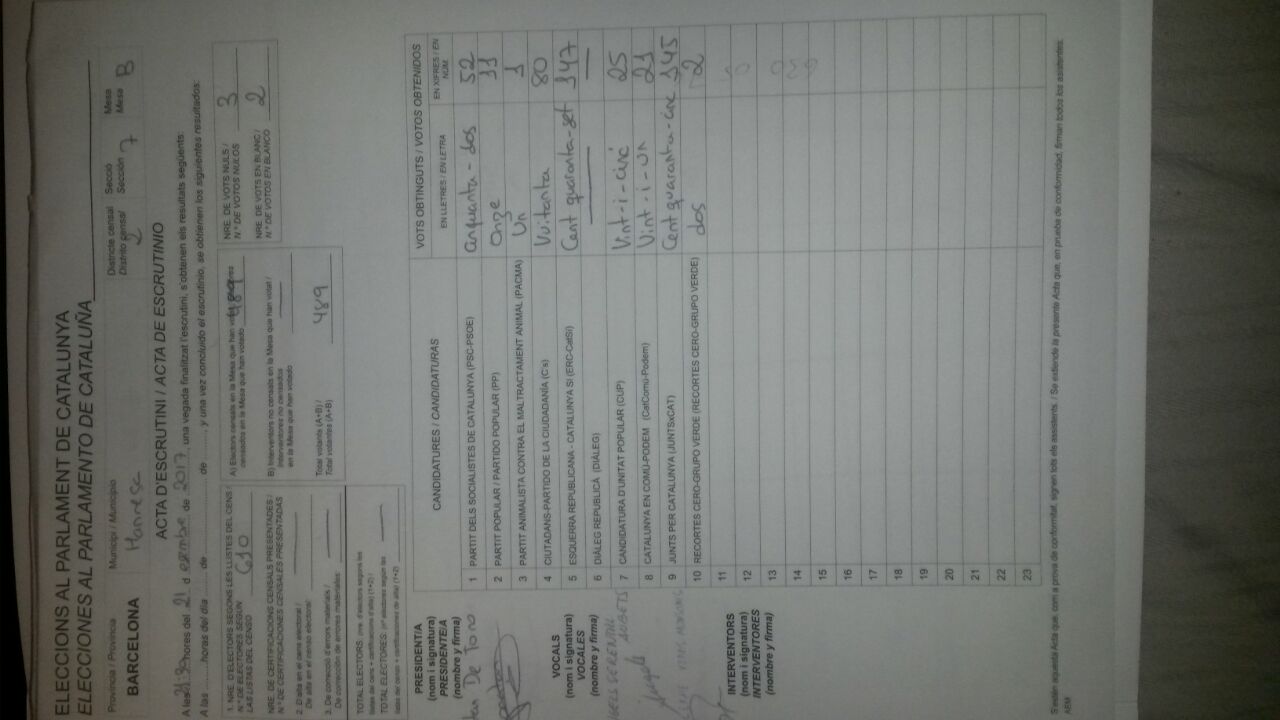 ELECCIONS AL PARLAMENT DE CATALUNYA
ELECCIONES AL PARLAMENTO DE CATALUÑA
Província / Provincia
Municipi / Municipio
Districte censal
Distrito censal
Secció
Sección
Mesa
Mesa
BARCELONA
Manresa
2
7
B
ACTA D'ESCRUTINI / ACTA DE ESCRUTINIO
A les 21:30 hores del 21 d esembre de 2017, una vegada finalitzat l'escrutini, s'obtenen els resultats següents:
A las ........ horas del día ........ de ........ de ........, y una vez concluido el escrutinio, se obtienen los siguientes resultados:
1. NRE. D'ELECTORS SEGONS LES LLISTES DEL CENS /
N.º DE ELECTORES SEGÚN
LAS LISTAS DEL CENSO 610
NRE. DE CERTIFICACIONS CENSALS PRESENTADES /
N.º DE CERTIFICACIONES CENSALES PRESENTADAS
2. D'alta en el cens electoral /
De alta en el censo electoral:
3. De correcció d'errors materials /
De corrección de errores materiales:
TOTAL ELECTORS: (nre. d'electors segons les
llistes del cens + certificacions d'alta) (1+2) /
TOTAL ELECTORES: (nº electores según las
listas del censo + certificaciones de alta) (1+2)
A) Electors censats en la Mesa que han votat
censados en la Mesa que han votado 489
B) Interventors no censats en la Mesa que han votat /
Interventores no censados
en la Mesa que han votado
Total votants (A+B) /
Total votantes (A+B) 489
NRE. DE VOTS NULS /
N.º DE VOTOS NULOS 3
NRE. DE VOTS EN BLANC /
N.º DE VOTOS EN BLANCO 2
CANDIDATURES / CANDIDATURAS
VOTS OBTINGUTS / VOTOS OBTENIDOS
EN LLETRES / EN LETRA
EN XIFRES / EN NÚM.
1 PARTIT DELS SOCIALISTES DE CATALUNYA (PSC-PSOE) cinquanta-dos 52
2 PARTIT POPULAR / PARTIDO POPULAR (PP) Onze 11
3 PARTIT ANIMALISTA CONTRA EL MALTRACTAMENT ANIMAL (PACMA) Un 1
4 CIUTADANS-PARTIDO DE LA CIUDADANÍA (C's) Vuitanta 80
5 ESQUERRA REPUBLICANA - CATALUNYA SÍ (ERC-CatSí) Cent quaranta-set 147
6 DIÀLEG REPUBLICÀ (DIÀLEG)
7 CANDIDATURA D'UNITAT POPULAR (CUP) Vint-i-cinc 25
8 CATALUNYA EN COMÚ-PODEM (CatComú-Podem) Vint-i-un 21
9 JUNTS PER CATALUNYA (JUNTSxCAT) Cent quaranta-cinc 145
10 RECORTES CERO-GRUPO VERDE (RECORTES CERO-GRUPO VERDE) dos 2
11
12
13
14
15
16
17
18
19
20
21
22
23
PRESIDÈNCIA
(nom i signatura)
PRESIDENTE/A
(nombre y firma)
De Toro
VOCALS
(nom i signatura)
VOCALES
(nombre y firma)
INTERVENTORS
(nom i signatura)
INTERVENTORES
(nombre y firma)
S'estén aquesta Acta que, com a prova de conformitat, signen tots els assistents. / Se extiende la presente Acta que, en prueba de conformidad, firman todos los asistentes.